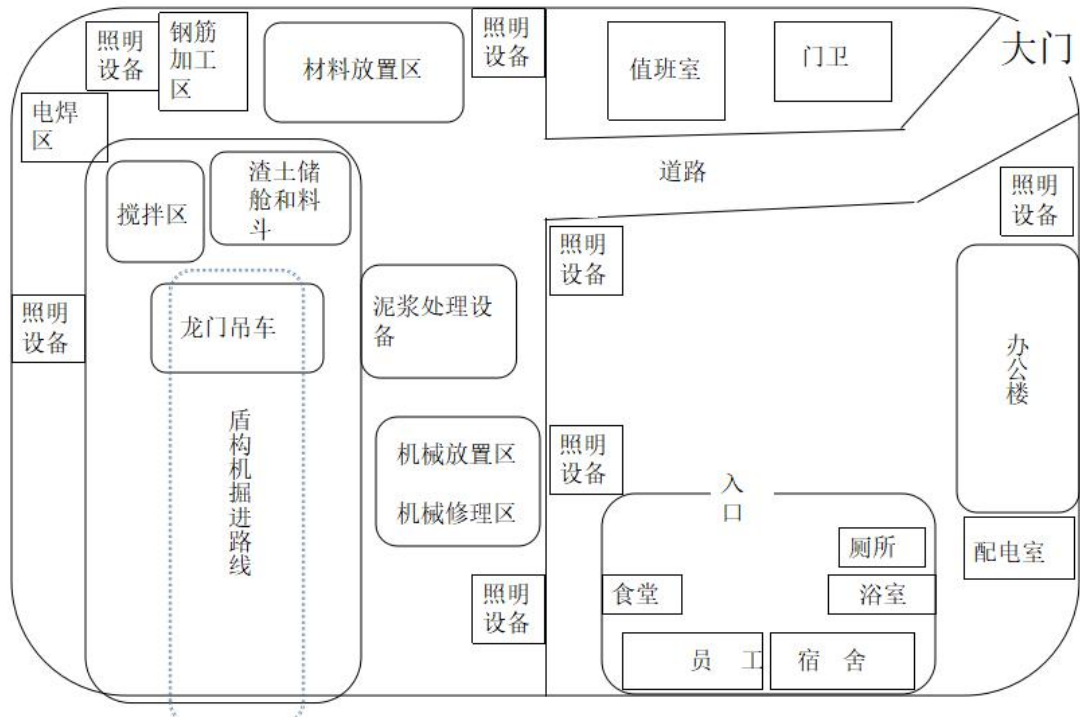 照明
设备
钢筋
加工
区
材料放置区
照明
设备
值班室
门卫
大门
电焊
区
搅拌区
渣土储
舱和料
斗
道路
照明
设备
照明
设备
照明
设备
龙门吊车
泥浆处理设
备
办公楼
盾构机掘进路线
机械放置区
机械修理区
照明
设备
入
口
厕所
配电室
照明
设备
食堂
浴室
员 工 宿 舍